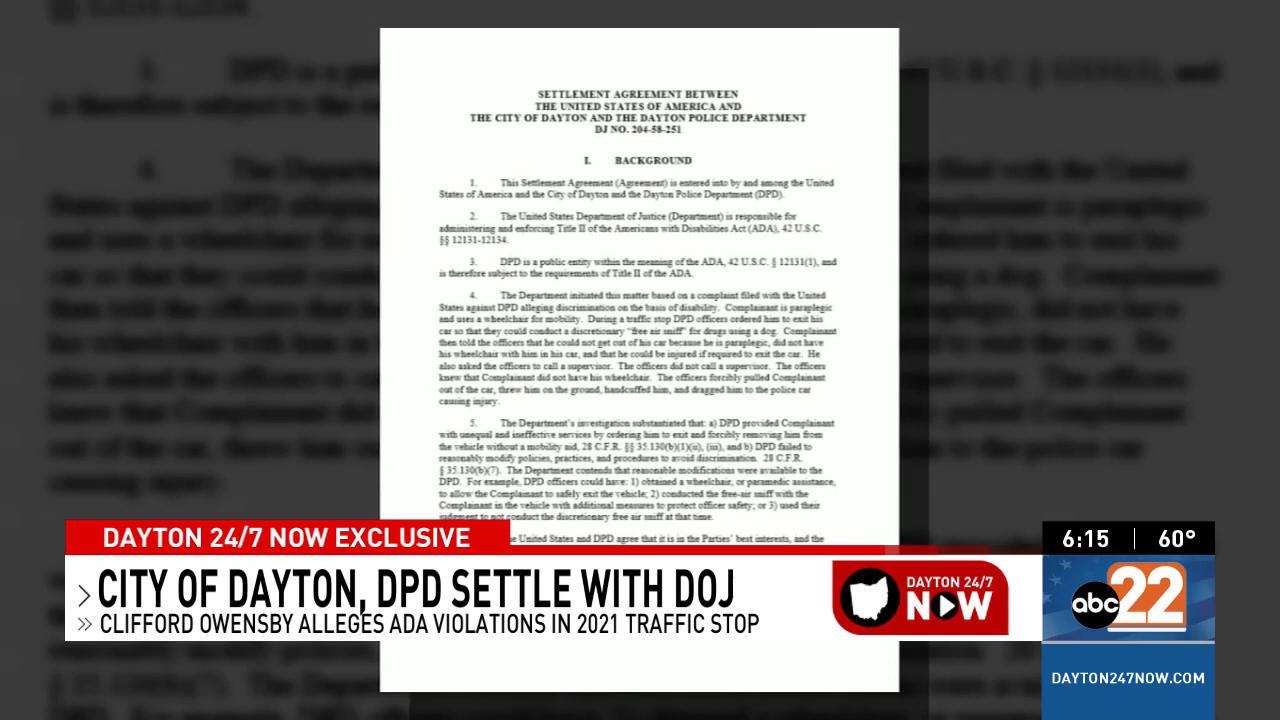 SETTLEMENT AGREEMENT BETWEEN
THE UNITED STATES OF AMERICA AND
THE CITY OF DAYTON AND THE DAYTON POLICE DEPARTMENT
DJ NO. 204-58-251
I. BACKGROUND
1. This Settlement Agreement (Agreement) is entered into by and among the United
States of America and the City of Dayton and the Dayton Police Department (DPD).
2. The United States Department of Justice (Department) is responsible for
administering and enforcing Title II of the Americans with Disabilities Act (ADA), 42 U.S.C.
§§ 12131-12134.
3. DPD is a public entity within the meaning of the ADA, 42 U.S.C. § 12131(1), and
is therefore subject to the requirements of Title II of the ADA.
4. The Department initiated this matter based on a complaint filed with the United
States against DPD alleging discrimination on the basis of disability. Complainant is paraplegic
and uses a wheelchair for mobility. During a traffic stop DPD officers ordered him to exit his
car so that they could conduct a discretionary "free air sniff" for drugs using a dog. Complainant
then told the officers that he could not get out of his car because he is paraplegic, did not have
his wheelchair with him in his car, and that he could be injured if required to exit the car. He
also asked the officers to call a supervisor. The officers did not call a supervisor. The officers
knew that Complainant did not have his wheelchair. The officers forcibly pulled Complainant
out of the car, threw him on the ground, handcuffed him, and dragged him to the police car
causing injury.
5. The Department's investigation substantiated that: a) DPD provided Complainant
with unequal and ineffective services by ordering him to exit and forcibly removing him from
the vehicle without a mobility aid, 28 C.F.R. §§ 35.130(b)(1)(ii), (iii), and b) DPD failed to
reasonably modify policies, practices, and procedures to avoid discrimination. 28 C.F.R.
§ 35.130(b)(7). The Department contends that reasonable modifications were available to the
DPD. For example, DPD officers could have: 1) obtained a wheelchair, or paramedic assistance,
to allow the Complainant to safely exit the vehicle; 2) conducted the free-air sniff with the
Complainant in the vehicle with additional measures to protect officer safety; or 3) used their
judgment to not conduct the discretionary free air sniff at that time.
United States and DPD agree that it is in the Parties' best interests, and the
DAYTON 24/7 NOW EXCLUSIVE
CITY OF DAYTON, DPD SETTLE WITH DOJ
CLIFFORD OWENSBY ALLEGES ADA VIOLATIONS IN 2021 TRAFFIC STOP
DAYTON 24/7
NOW
6:15 60°
abc 22
DAYTON247NOW.COM